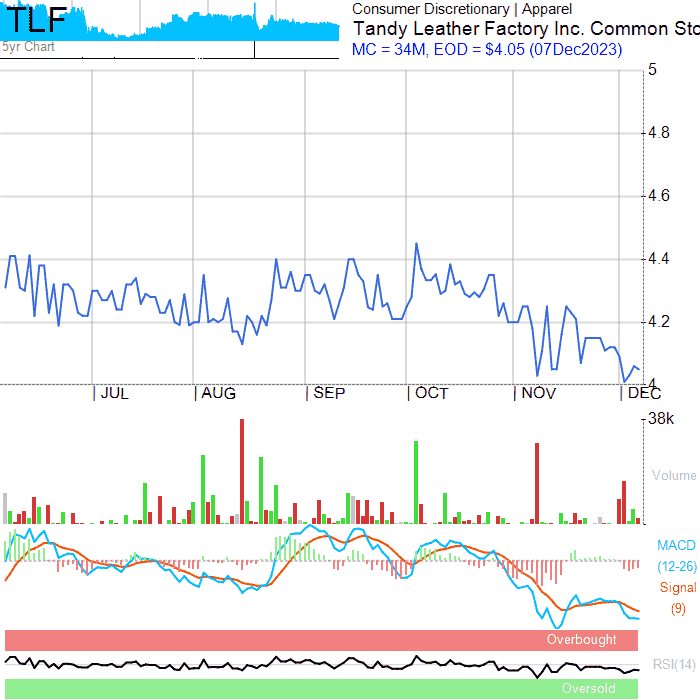 TLF
5yr Chart
Consumer Discretionary | Apparel
Tandy Leather Factory Inc. Common Sto
MC = 34M, EOD = $4.05 (07Dec2023)
5
4.8
4.6
4.4
4.2
4
JUL AUG SEP OCT NOV DEC
38k
Volume
MACD
(12-26)
Signal
(9)
Overbought
RSI(14)
Oversold